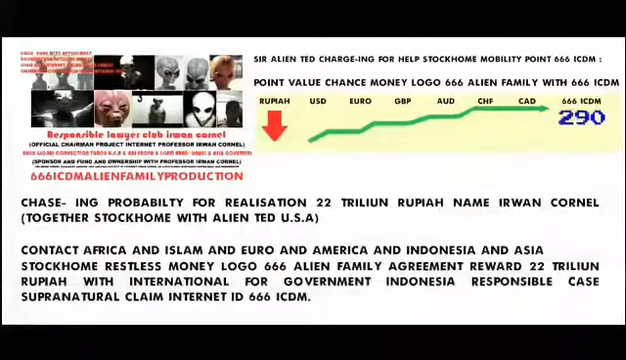 SIR ALIEN TED CHARGE-ING FOR HELP STOCKHOME MOBILITY POINT 666 ICDM :
POINT VALUE CHANCE MONEY LOGO 666 ALIEN FAMILY WITH 666 ICDM
RUPIAH USD EURO GBP AUD CHF CAD 666 ICDM
290
Responsible lawyer club irwan cornel
(OFFICIAL CHAIRMAN PROJECT INTERNET PROFESSOR IRWAN CORNEL)
(SPONSOR AND FUND AND OWNERSHIP WITH PROFESSOR IRWAN CORNEL)
666ICDMALIENFAMILYPRODUCTION
CHASE- ING PROBABILTY FOR REALISATION 22 TRILIUN RUPIAH NAME IRWAN CORNEL
(TOGETHER STOCKHOME WITH ALIEN TED U.S.A)
CONTACT AFRICA AND ISLAM AND EURO AND AMERICA AND INDONESIA AND ASIA
STOCKHOME RESTLESS MONEY LOGO 666 ALIEN FAMILY AGREEMENT REWARD 22 TRILIUN
RUPIAH WITH INTERNATIONAL FOR GOVERNMENT INDONESIA RESPONSIBLE CASE
SUPRANATURAL CLAIM INTERNET ID 666 ICDM.